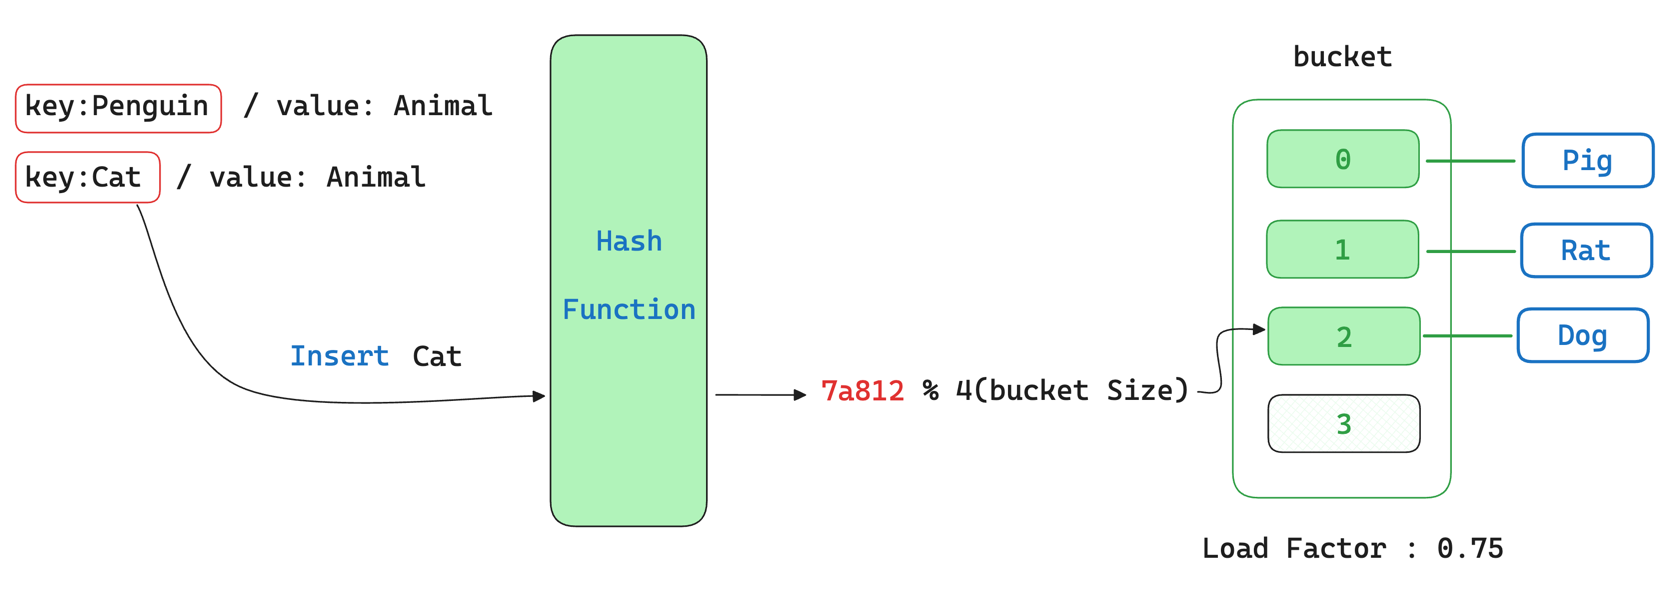 key:Penguin / value: Animal
key:Cat / value: Animal
Insert Cat
Hash
Function
7a812 % 4(bucket Size)
bucket
0 Pig
1 Rat
2 Dog
3
Load Factor : 0.75